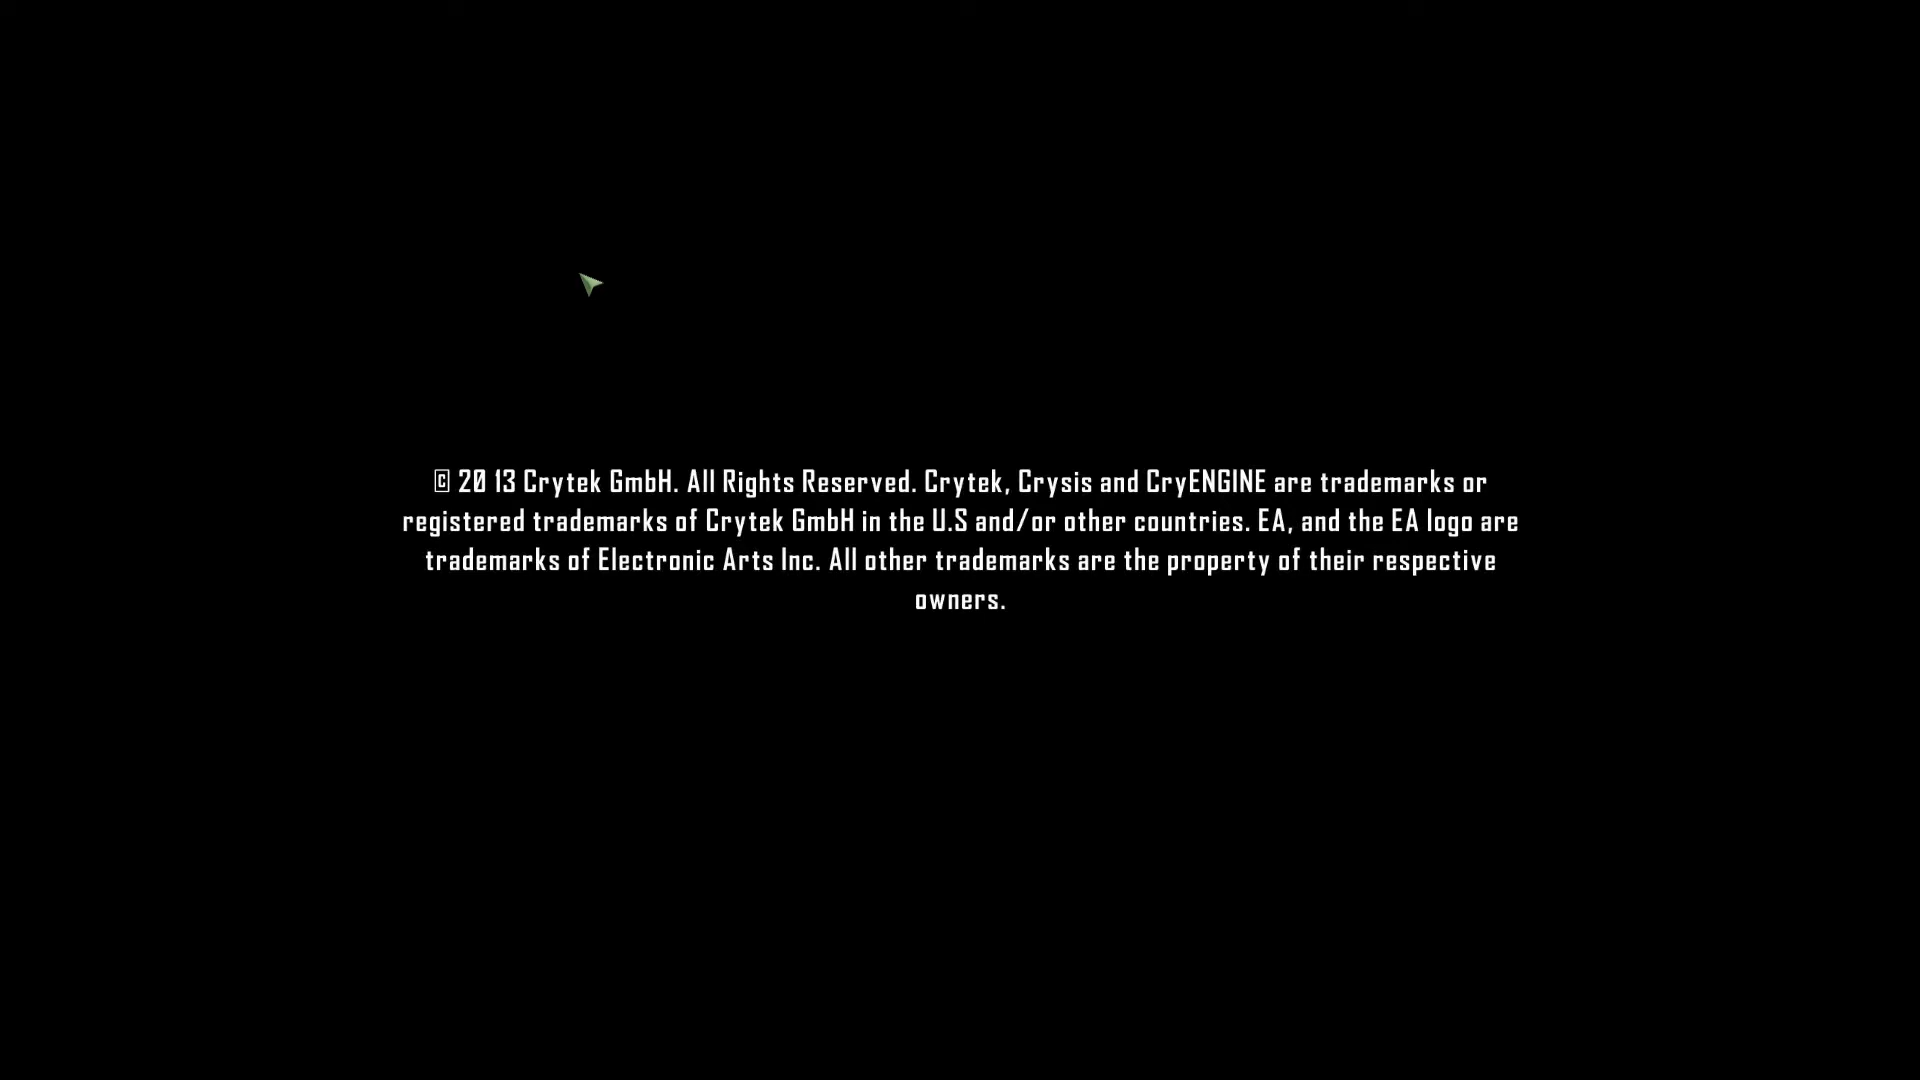 © 2013 Crytek GmbH. All Rights Reserved. Crytek, Crysis and CryENGINE are trademarks or
registered trademarks of Crytek GmbH in the U.S and/or other countries. EA, and the EA logo are
trademarks of Electronic Arts Inc. All other trademarks are the property of their respective
owners.